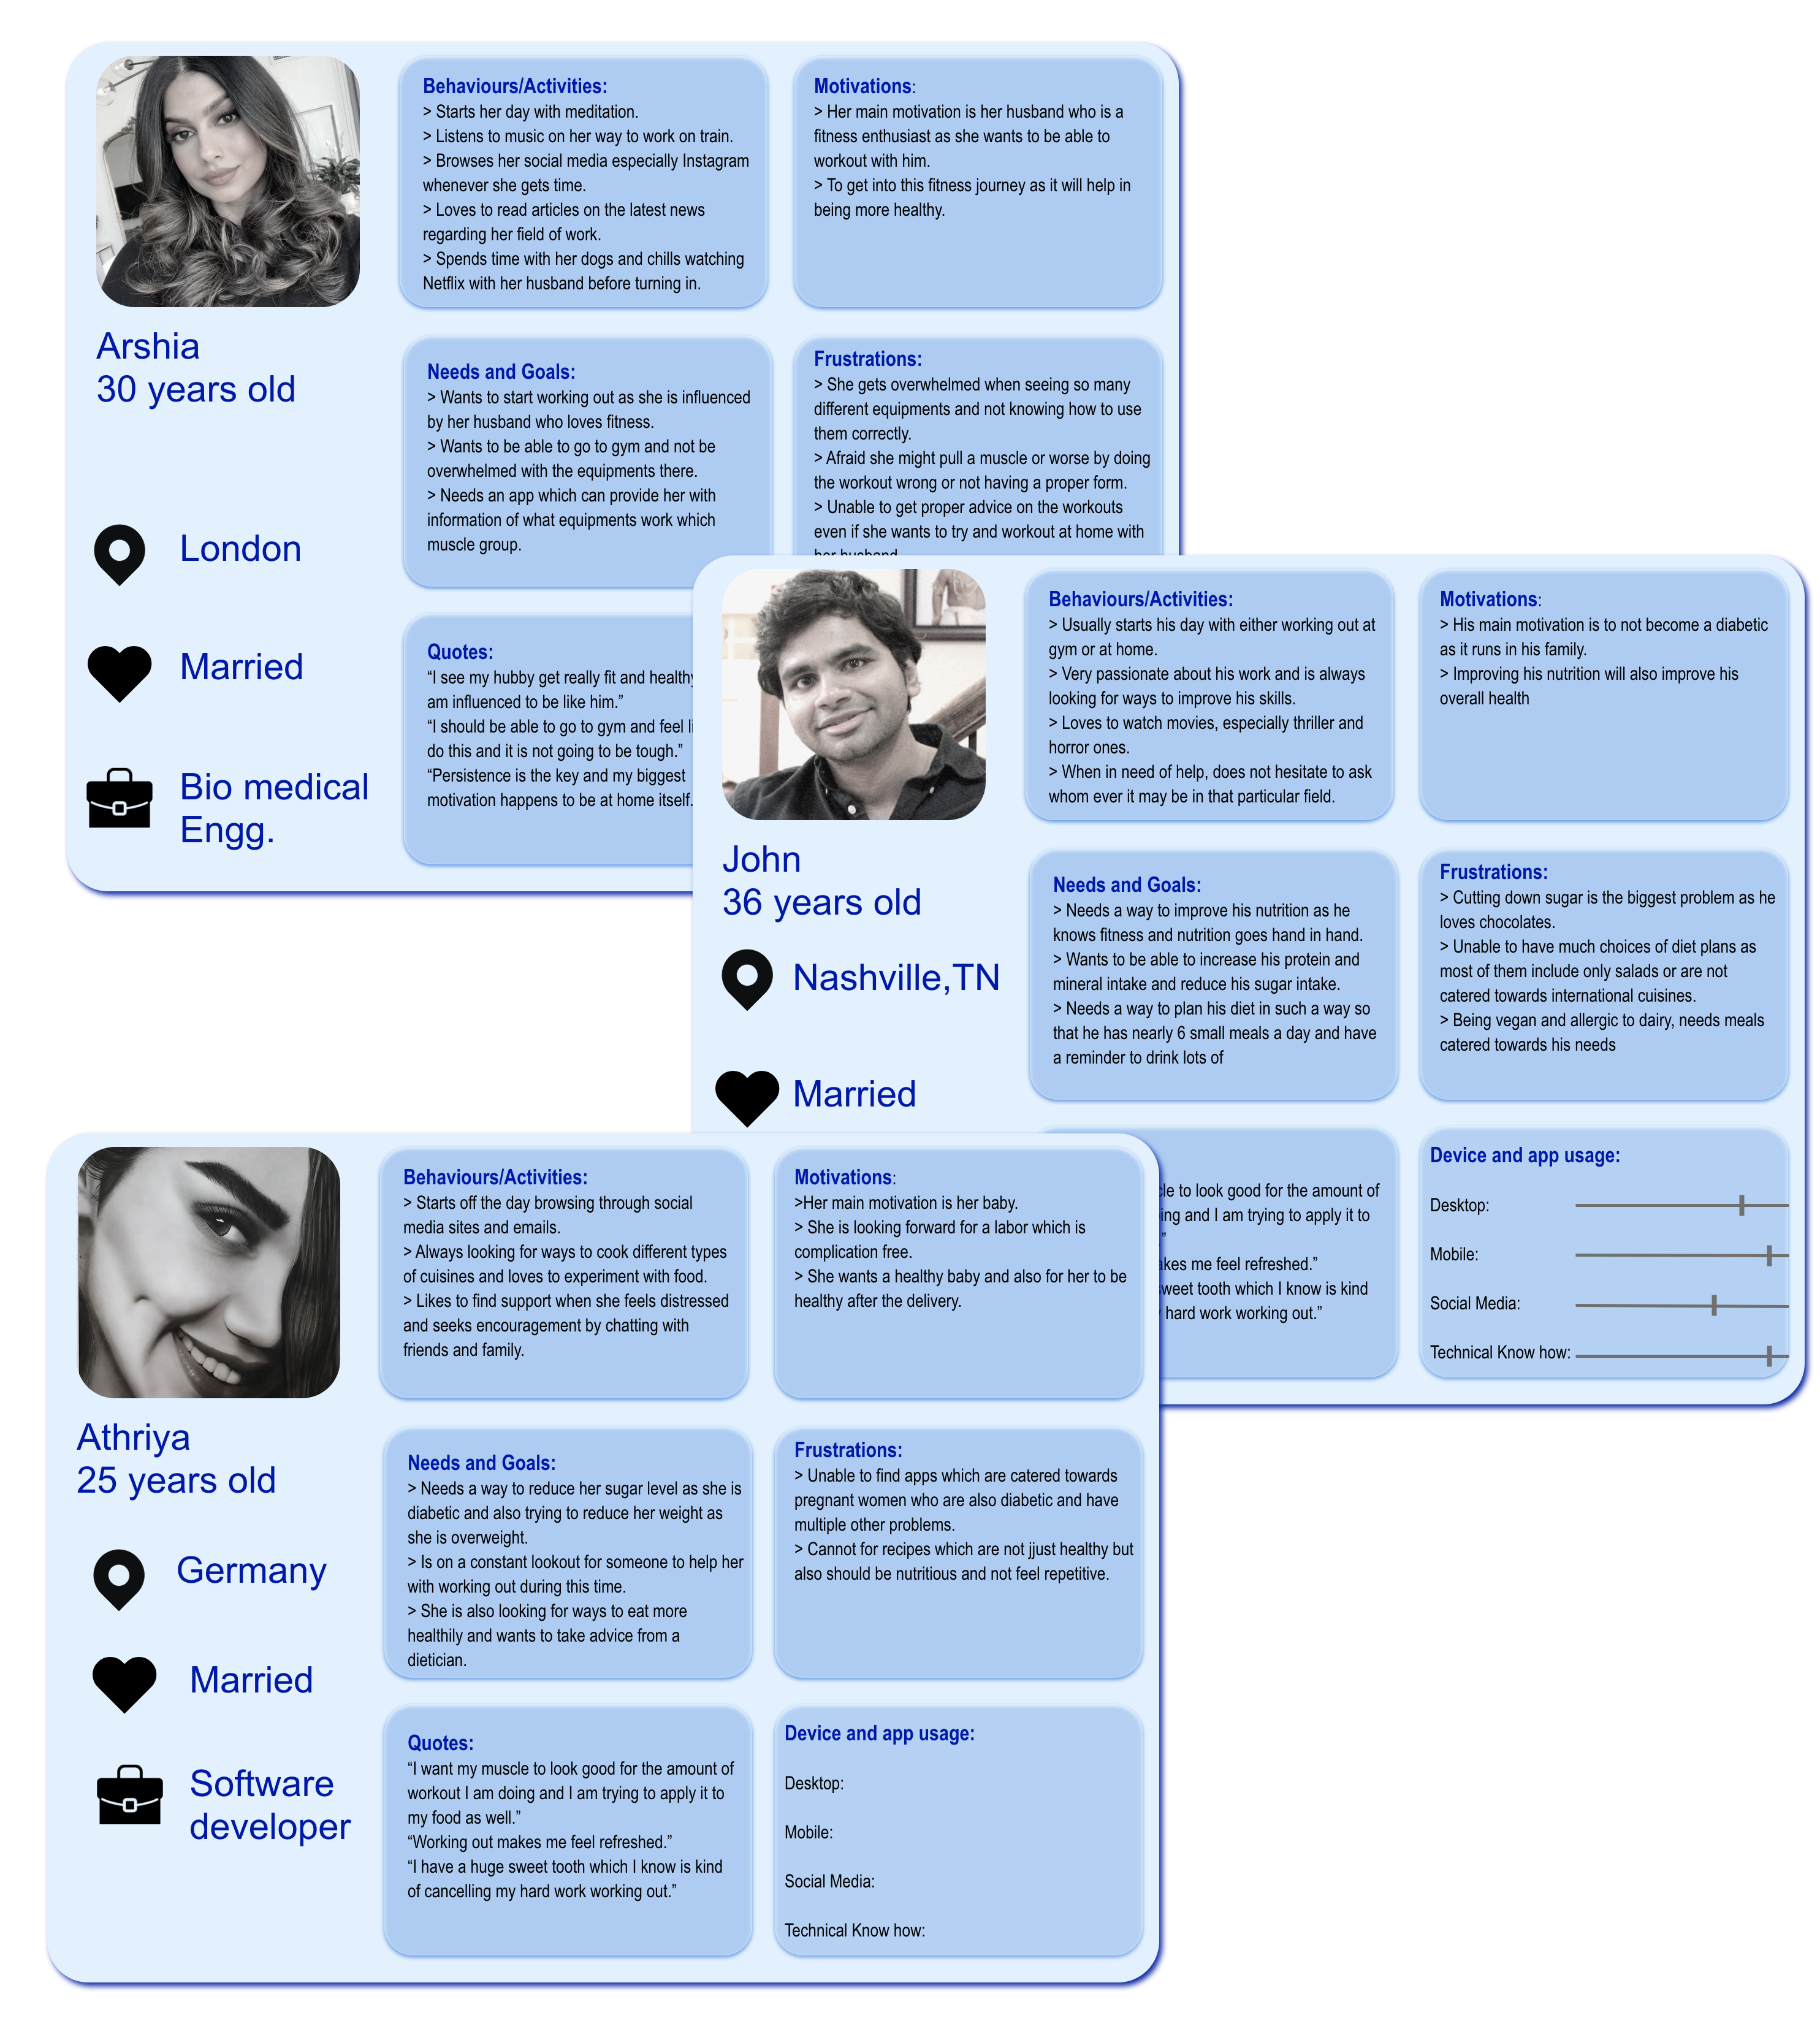 Behaviours/Activities:
> Starts her day with meditation.
> Listens to music on her way to work on train.
> Browses her social media especially Instagram
whenever she gets time.
> Loves to read articles on the latest news
regarding her field of work.
> Spends time with her dogs and chills watching
Netflix with her husband before turning in.
Motivations:
> Her main motivation is her husband who is a
fitness enthusiast as she wants to be able to
workout with him.
> To get into this fitness journey as it will help in
being more healthy.
Arshia
30 years old
London
Married
Bio medical
Engg.
Needs and Goals:
> Wants to start working out as she is influenced
by her husband who loves fitness.
> Wants to be able to go to gym and not be
overwhelmed with the equipments there.
> Needs an app which can provide her with
information of what equipments work which
muscle group.
Frustrations:
> She gets overwhelmed when seeing so many
different equipments and not knowing how to use
them correctly.
> Afraid she might pull a muscle or worse by doing
the workout wrong or not having a proper form.
> Unable to get proper advice on the workouts
even if she wants to try and workout at home with
her husband
Quotes:
“I see my hubby get really fit and healthy
am influenced to be like him.”
“I should be able to go to gym and feel
do this and it is not going to be tough.”
“Persistence is the key and my biggest
motivation happens to be at home itself.
Behaviours/Activities:
> Usually starts his day with either working out at
gym or at home.
> Very passionate about his work and is always
looking for ways to improve his skills.
> Loves to watch movies, especially thriller and
horror ones.
> When in need of help, does not hesitate to ask
whom ever it may be in that particular field.
Motivations:
> His main motivation is to not become a diabetic
as it runs in his family.
> Improving his nutrition will also improve his
overall health
John
36 years old
Nashville,TN
Married
Needs and Goals:
> Needs a way to improve his nutrition as he
knows fitness and nutrition goes hand in hand.
> Wants to be able to increase his protein and
mineral intake and reduce his sugar intake.
> Needs a way to plan his diet in such a way so
that he has nearly 6 small meals a day and have
a reminder to drink lots of
Frustrations:
> Cutting down sugar is the biggest problem as he
loves chocolates.
> Unable to have much choices of diet plans as
most of them include only salads or are not
catered towards international cuisines.
> Being vegan and allergic to dairy, needs meals
catered towards his needs
to look good for the amount of
and I am trying to apply it to
”
me feel refreshed.”
tooth which I know is kind
hard work working out.”
Device and app usage:
Desktop:
Mobile:
Social Media:
Technical Know how:
Behaviours/Activities:
> Starts off the day browsing through social
media sites and emails.
> Always looking for ways to cook different types
of cuisines and loves to experiment with food.
> Likes to find support when she feels distressed
and seeks encouragement by chatting with
friends and family.
Motivations:
>Her main motivation is her baby.
> She is looking forward for a labor which is
complication free.
> She wants a healthy baby and also for her to be
healthy after the delivery.
Athriya
25 years old
Germany
Married
Software
developer
Needs and Goals:
> Needs a way to reduce her sugar level as she is
diabetic and also trying to reduce her weight as
she is overweight.
> Is on a constant lookout for someone to help her
with working out during this time.
> She is also looking for ways to eat more
healthily and wants to take advice from a
dietician.
Frustrations:
> Unable to find apps which are catered towards
pregnant women who are also diabetic and have
multiple other problems.
> Cannot for recipes which are not jjust healthy but
also should be nutritious and not feel repetitive.
Quotes:
“I want my muscle to look good for the amount of
workout I am doing and I am trying to apply it to
my food as well.”
“Working out makes me feel refreshed.”
“I have a huge sweet tooth which I know is kind
of cancelling my hard work working out.”
Device and app usage:
Desktop:
Mobile:
Social Media:
Technical Know how: